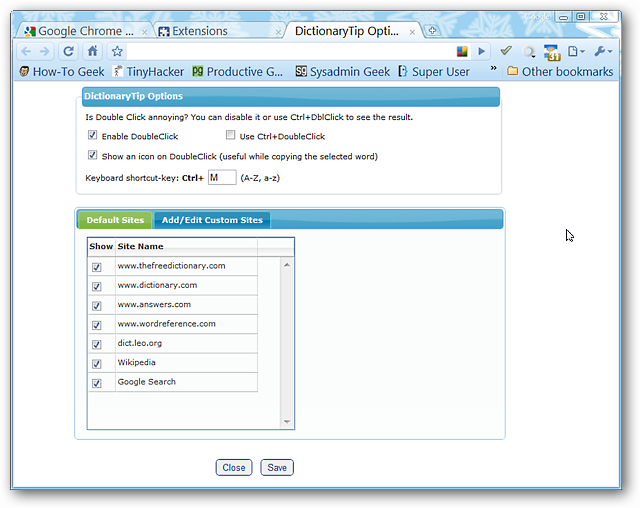 Google
Google Chrome ...
Extensions
DictionaryTip Opti...
31
How-To Geek
TinyHacker
Productive G...
Sysadmin Geek
Super User
»
Other bookmarks
DictionaryTip Options
Is Double Click annoying? You can disable it or use Ctrl+DblClick to see the result.
Enable DoubleClick
Use Ctrl+DoubleClick
Show an icon on DoubleClick (useful while copying the selected word)
Keyboard shortcut-key: Ctrl+ M (A-Z, a-z)
Default Sites
Add/Edit Custom Sites
Show Site Name
www.thefreedictionary.com
www.dictionary.com
www.answers.com
www.wordreference.com
dict.leo.org
Wikipedia
Google Search
Close
Save